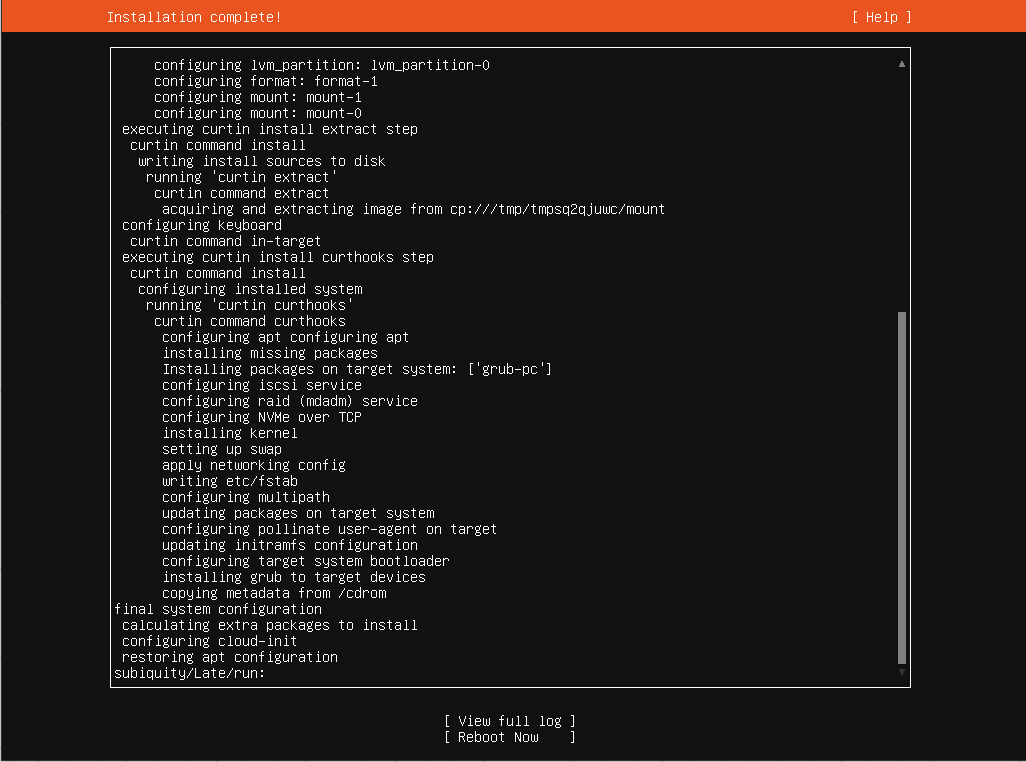 Installation complete! [ Help ]
configuring lvm_partition: lvm_partition-0
configuring format: format-1
configuring mount: mount-1
configuring mount: mount-0
executing curtin install extract step
curtin command install
writing install sources to disk
running 'curtin extract'
curtin command extract
acquiring and extracting image from cp:///tmp/tmpsq2qjuwc/mount
configuring keyboard
curtin command in-target
executing curtin install curthooks step
curtin command install
configuring installed system
running 'curtin curthooks'
curtin command curthooks
configuring apt configuring apt
installing missing packages
Installing packages on target system: ['grub-pc']
configuring iscsi service
configuring raid (mdadm) service
configuring NVMe over TCP
installing kernel
setting up swap
apply networking config
writing etc/fstab
configuring multipath
updating packages on target system
configuring pollinate user-agent on target
updating initramfs configuration
configuring target system bootloader
installing grub to target devices
copying metadata from /cdrom
final system configuration
calculating extra packages to install
configuring cloud-init
restoring apt configuration
subiquity/Late/run:
[ View full log ]
[ Reboot Now ]